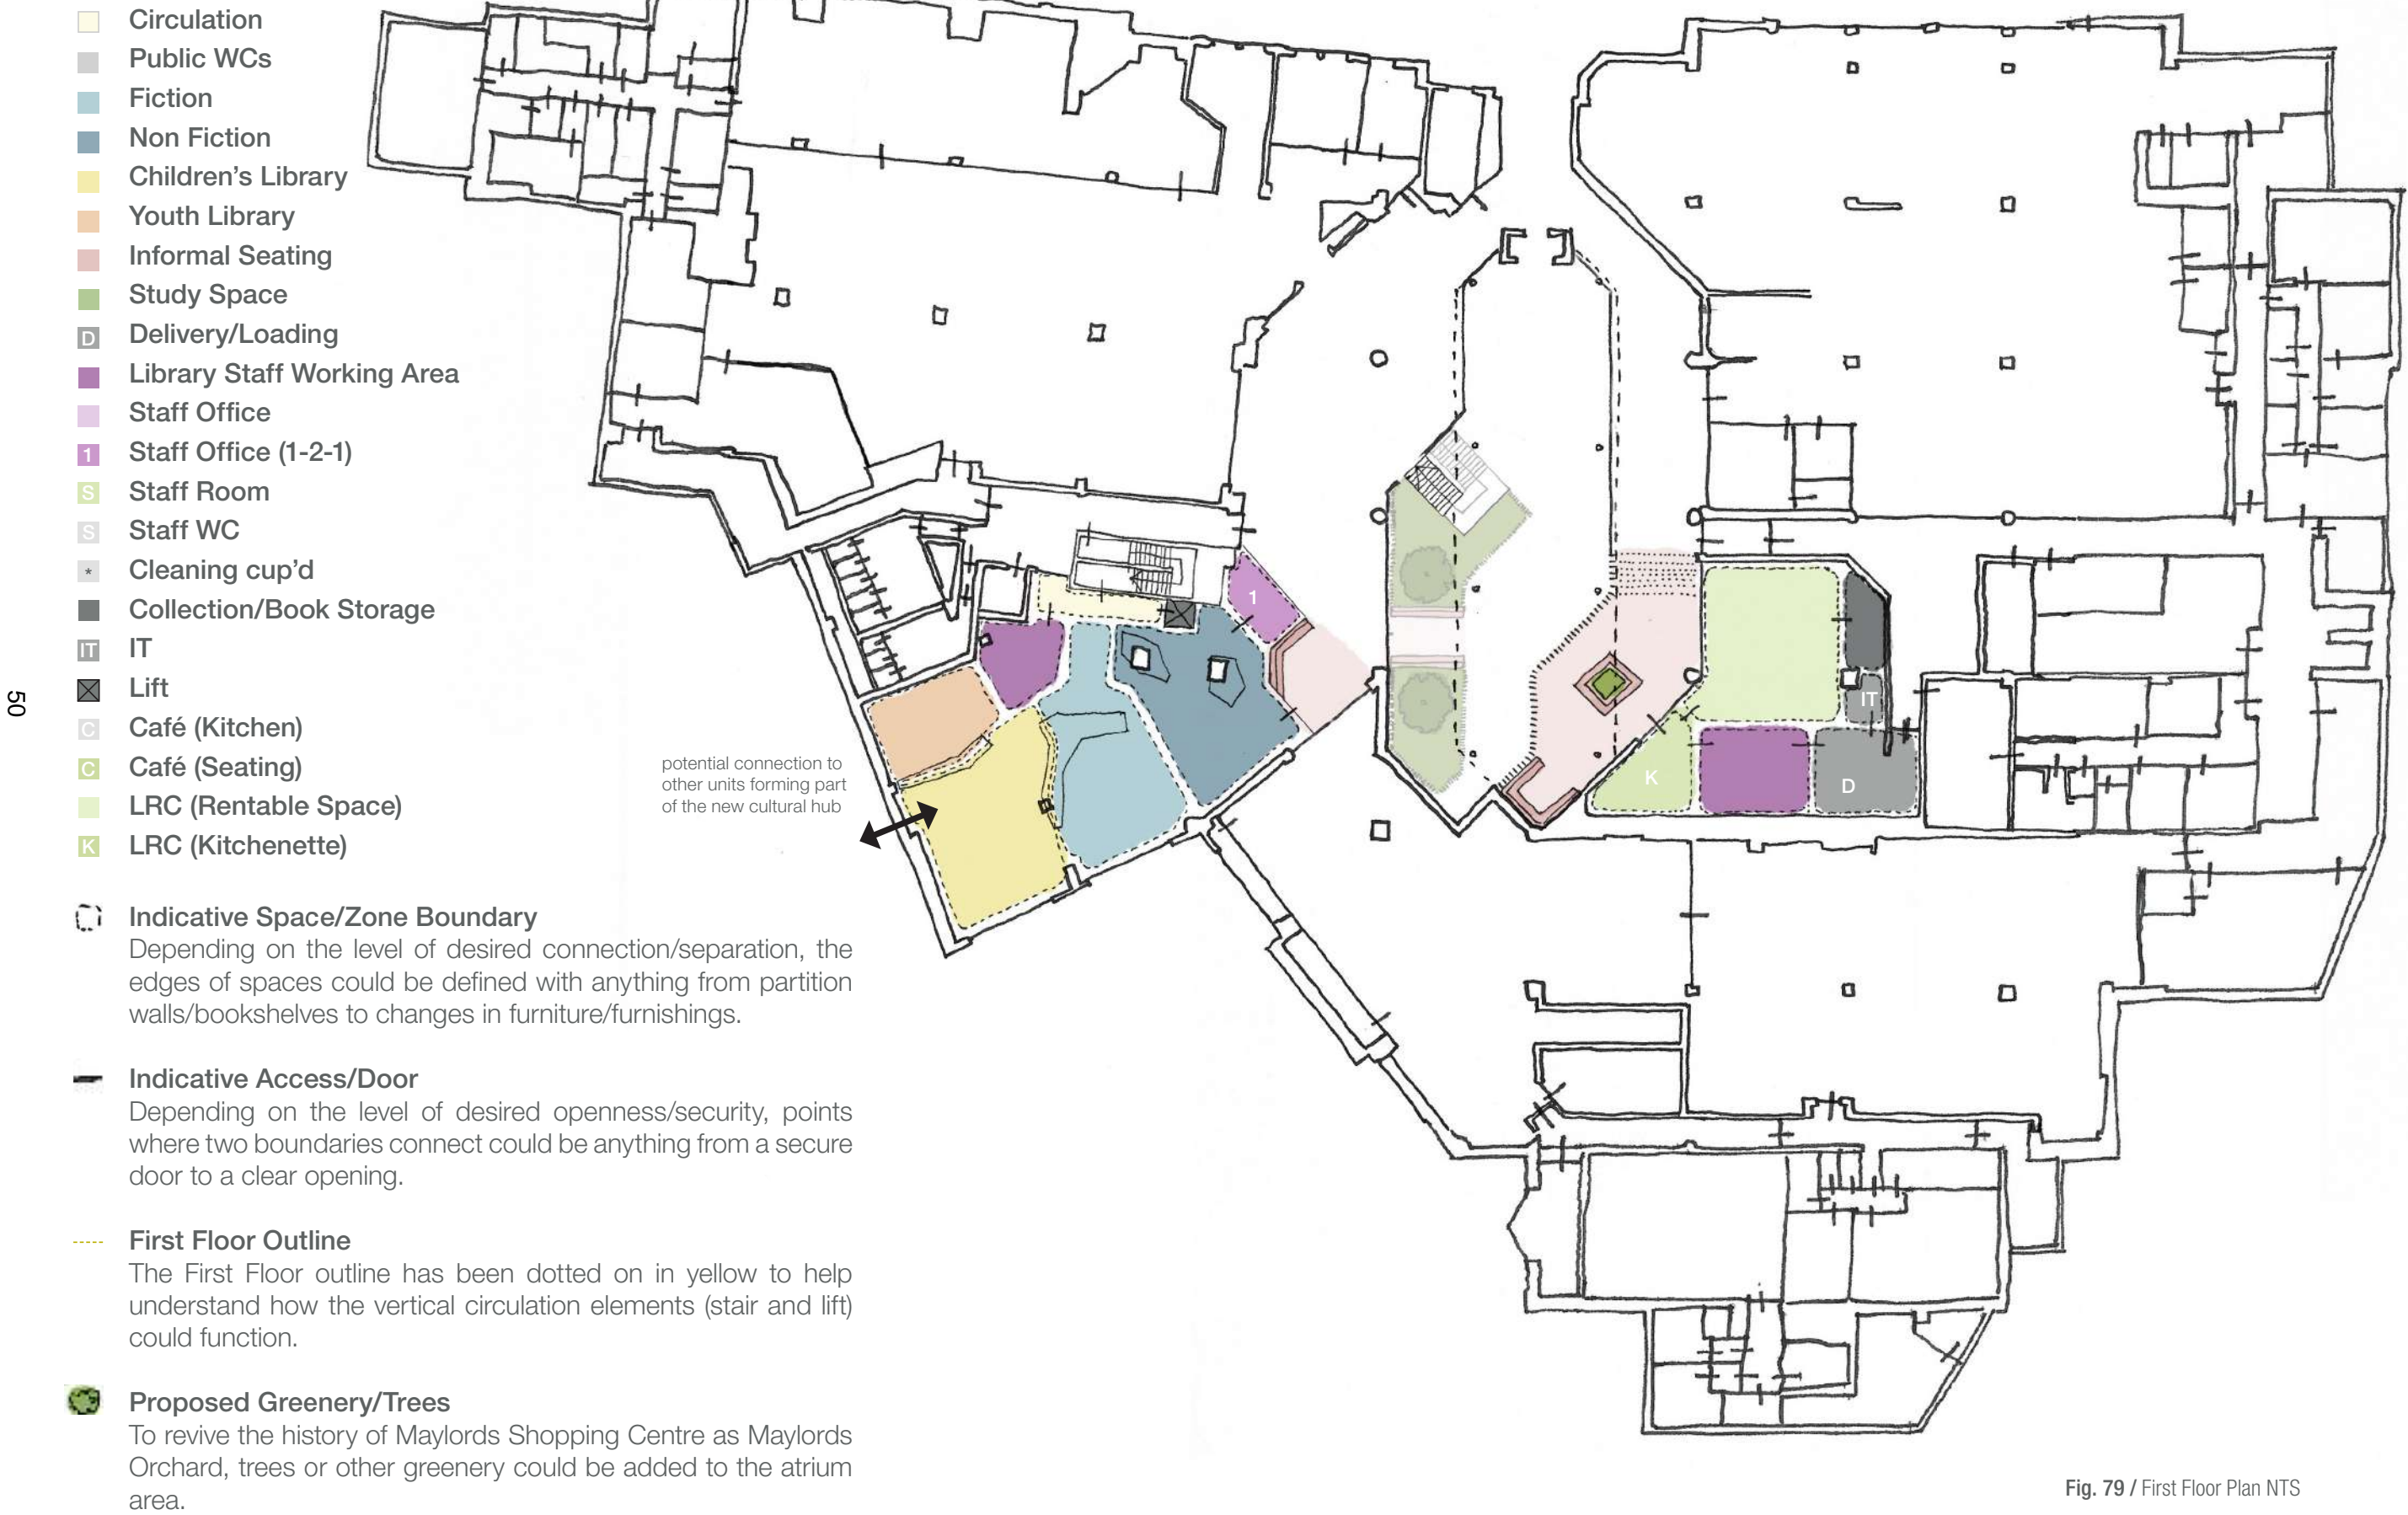 Circulation
Public WCs
Fiction
Non Fiction
Children's Library
Youth Library
Informal Seating
Study Space
D Delivery/Loading
Library Staff Working Area
Staff Office
1 Staff Office (1-2-1)
S Staff Room
S Staff WC
* Cleaning cup'd
Collection/Book Storage
IT IT
Lift
C Café (Kitchen)
C Café (Seating)
LRC (Rentable Space)
K LRC (Kitchenette)
Indicative Space/Zone Boundary
Depending on the level of desired connection/separation, the
edges of spaces could be defined with anything from partition
walls/bookshelves to changes in furniture/furnishings.
Indicative Access/Door
Depending on the level of desired openness/security, points
where two boundaries connect could be anything from a secure
door to a clear opening.
First Floor Outline
The First Floor outline has been dotted on in yellow to help
understand how the vertical circulation elements (stair and lift)
could function.
Proposed Greenery/Trees
To revive the history of Maylords Shopping Centre as Maylords
Orchard, trees or other greenery could be added to the atrium
area.
50
potential connection to
other units forming part
of the new cultural hub
1
IT
K
D
Fig. 79 / First Floor Plan NTS